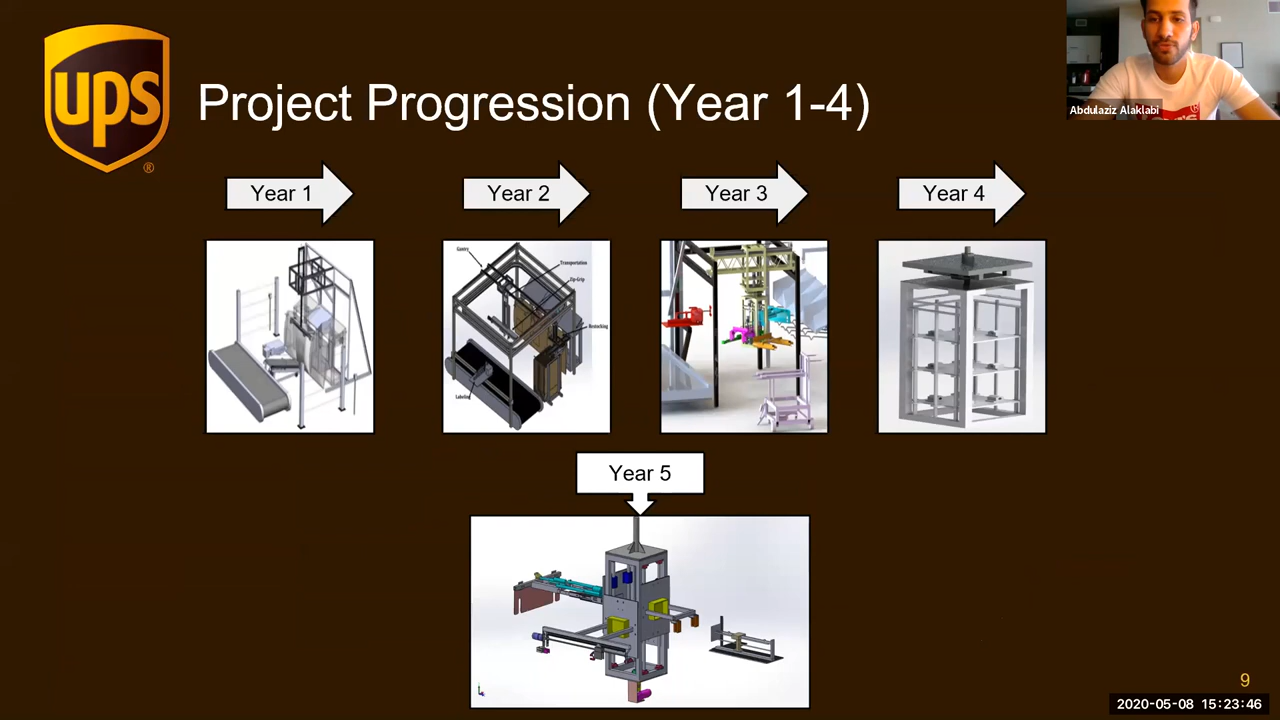 ups
®
Project Progression (Year 1-4)
Abdulaziz Alaklabi
Year 1
Year 2
Year 3
Year 4
Gantry
Transportation
Restocking
Labeling
Year 5
9
2020-05-08 15:23:46